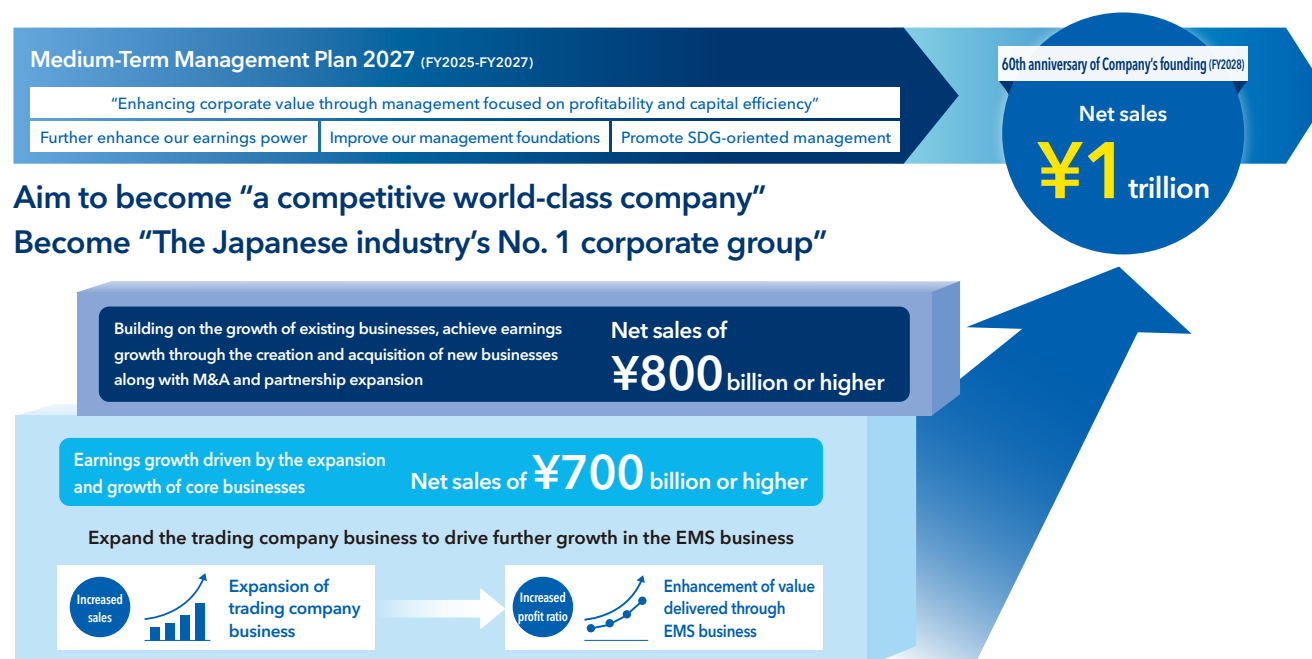 Medium-Term Management Plan 2027 (FY2025-FY2027)
“Enhancing corporate value through management focused on profitability and capital efficiency”
Further enhance our earnings power
Improve our management foundations
Promote SDG-oriented management
60th anniversary of Company’s founding (FY2028)
Net sales
¥1 trillion
Aim to become “a competitive world-class company”
Become “The Japanese industry’s No. 1 corporate group”
Building on the growth of existing businesses, achieve earnings
growth through the creation and acquisition of new businesses
along with M&A and partnership expansion
Net sales of
¥800 billion or higher
Earnings growth driven by the expansion
and growth of core businesses
Net sales of ¥700 billion or higher
Expand the trading company business to drive further growth in the EMS business
Increased
sales
Expansion of
trading company
business
Increased
profit ratio
Enhancement of value
delivered through
EMS business